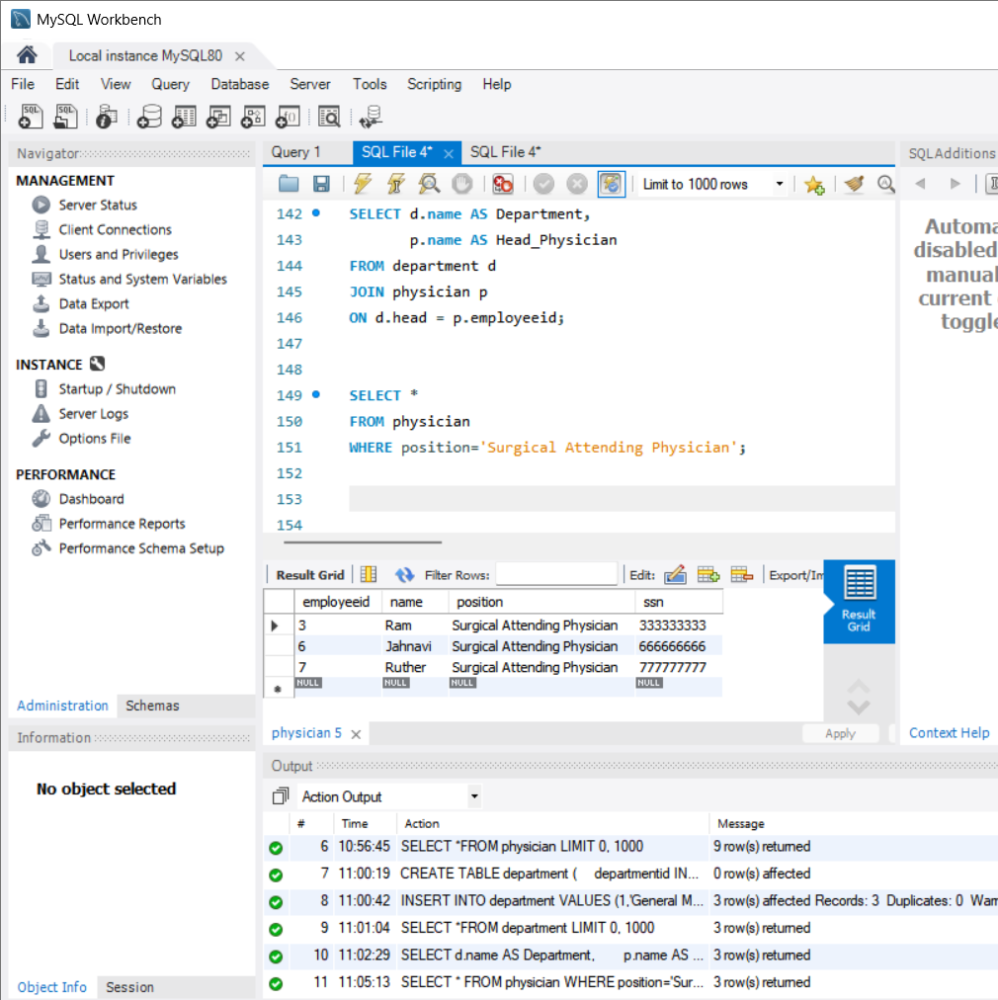 MySQL Workbench
Local instance MySQL80
File Edit View Query Database Server Tools Scripting Help
Navigator
MANAGEMENT
Server Status
Client Connections
Users and Privileges
Status and System Variables
Data Export
Data Import/Restore
INSTANCE
Startup / Shutdown
Server Logs
Options File
PERFORMANCE
Dashboard
Performance Reports
Performance Schema Setup
Administration Schemas
Information
No object selected
Object Info Session
Query 1 SQL File 4* SQL File 4*
Limit to 1000 rows
142 SELECT d.name AS Department,
143 p.name AS Head_Physician
144 FROM department d
145 JOIN physician p
146 ON d.head = p.employeeid;
147
148
149 SELECT *
150 FROM physician
151 WHERE position='Surgical Attending Physician';
152
153
154
Result Grid Filter Rows: Edit: Export/Im
employeeid name position ssn
3 Ram Surgical Attending Physician 333333333
6 Jahnavi Surgical Attending Physician 666666666
7 Ruther Surgical Attending Physician 777777777
NULL NULL NULL NULL
Result
Grid
physician 5 Apply
SQLAdditions
Automa
disabled
manual
current
toggle
Context Help
Output
Action Output
# Time Action Message
6 10:56:45 SELECT *FROM physician LIMIT 0, 1000 9 row(s) returned
7 11:00:19 CREATE TABLE department ( departmentid IN... 0 row(s) affected
8 11:00:42 INSERT INTO department VALUES (1,'General M... 3 row(s) affected Records: 3 Duplicates: 0 Warn
9 11:01:04 SELECT *FROM department LIMIT 0, 1000 3 row(s) returned
10 11:02:29 SELECT d.name AS Department, p.name AS ... 3 row(s) returned
11 11:05:13 SELECT * FROM physician WHERE position='Sur... 3 row(s) returned